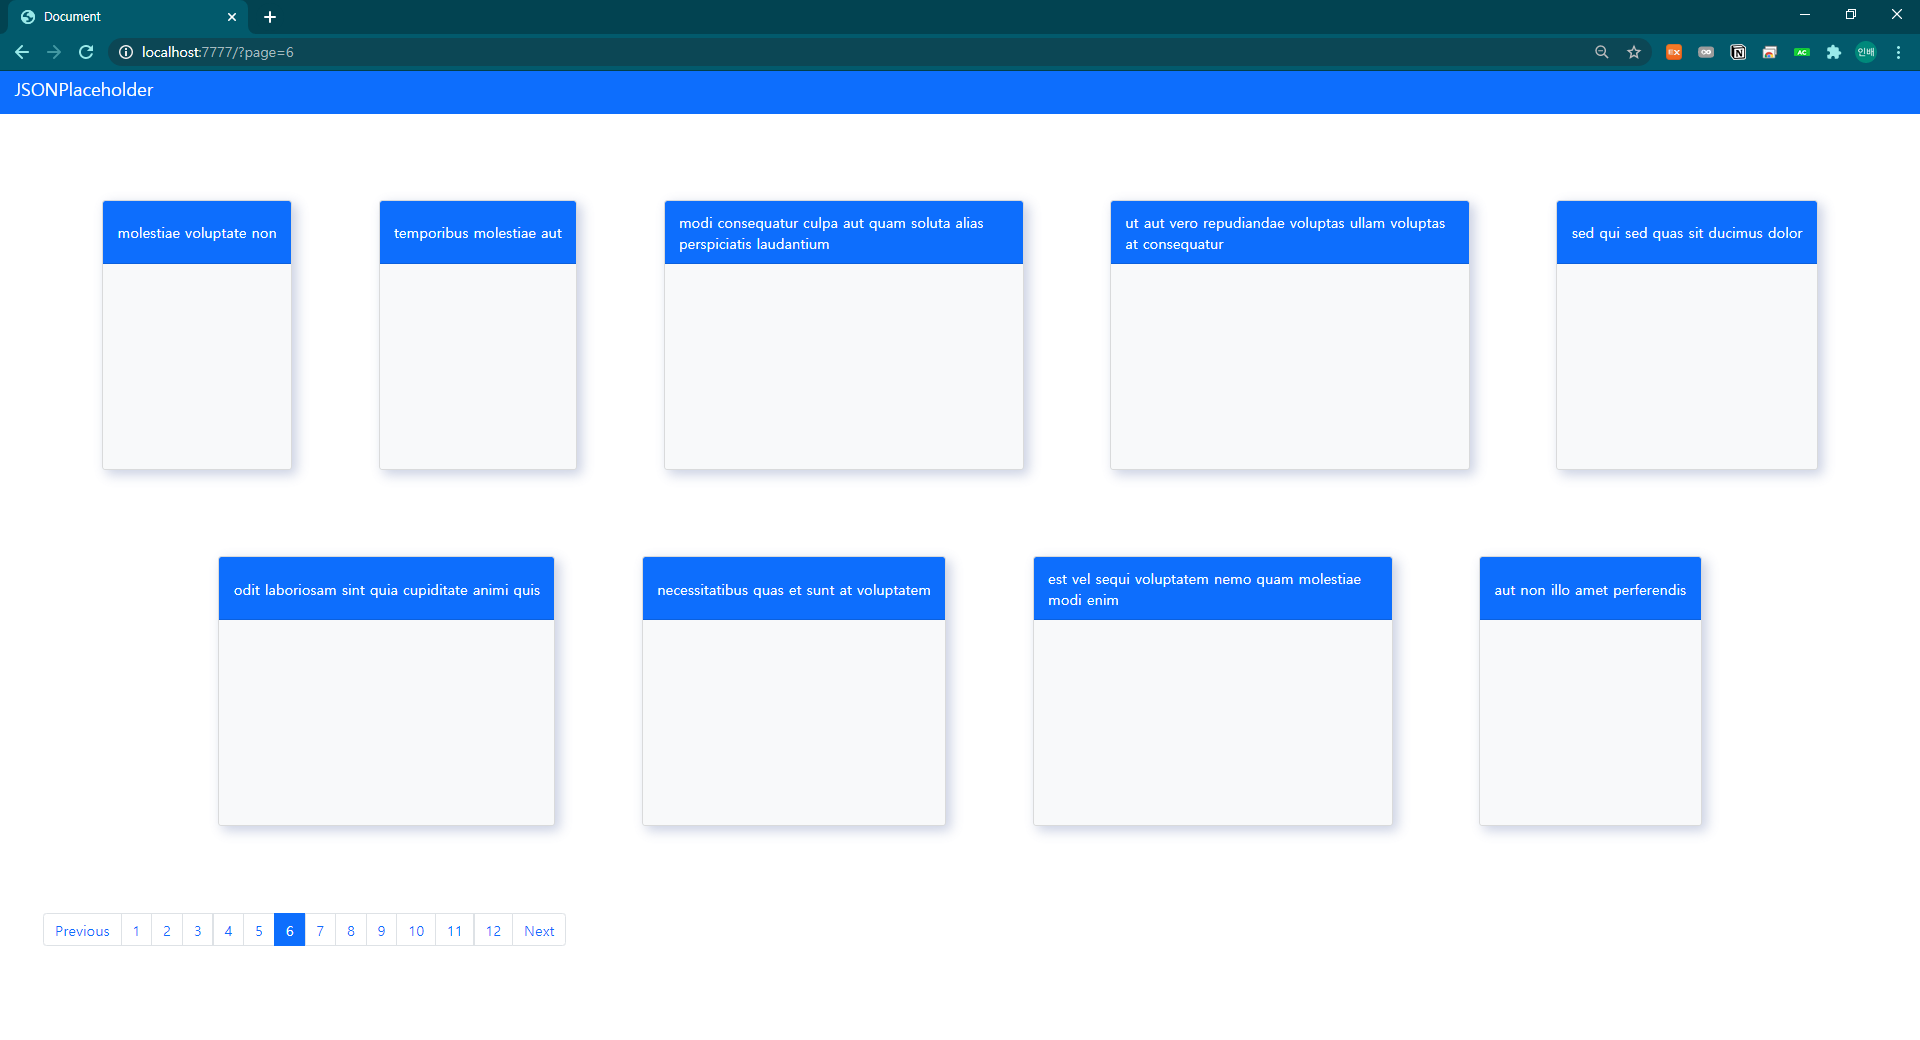 Document
localhost:7777/?page=6
EX
AC
인배
JSONPlaceholder
molestiae voluptate non
temporibus molestiae aut
modi consequatur culpa aut quam soluta alias
perspiciatis laudantium
ut aut vero repudiandae voluptas ullam voluptas
at consequatur
sed qui sed quas sit ducimus dolor
odit laboriosam sint quia cupiditate animi quis
necessitatibus quas et sunt at voluptatem
est vel sequi voluptatem nemo quam molestiae
modi enim
aut non illo amet perferendis
Previous 1 2 3 4 5 6 7 8 9 10 11 12 Next